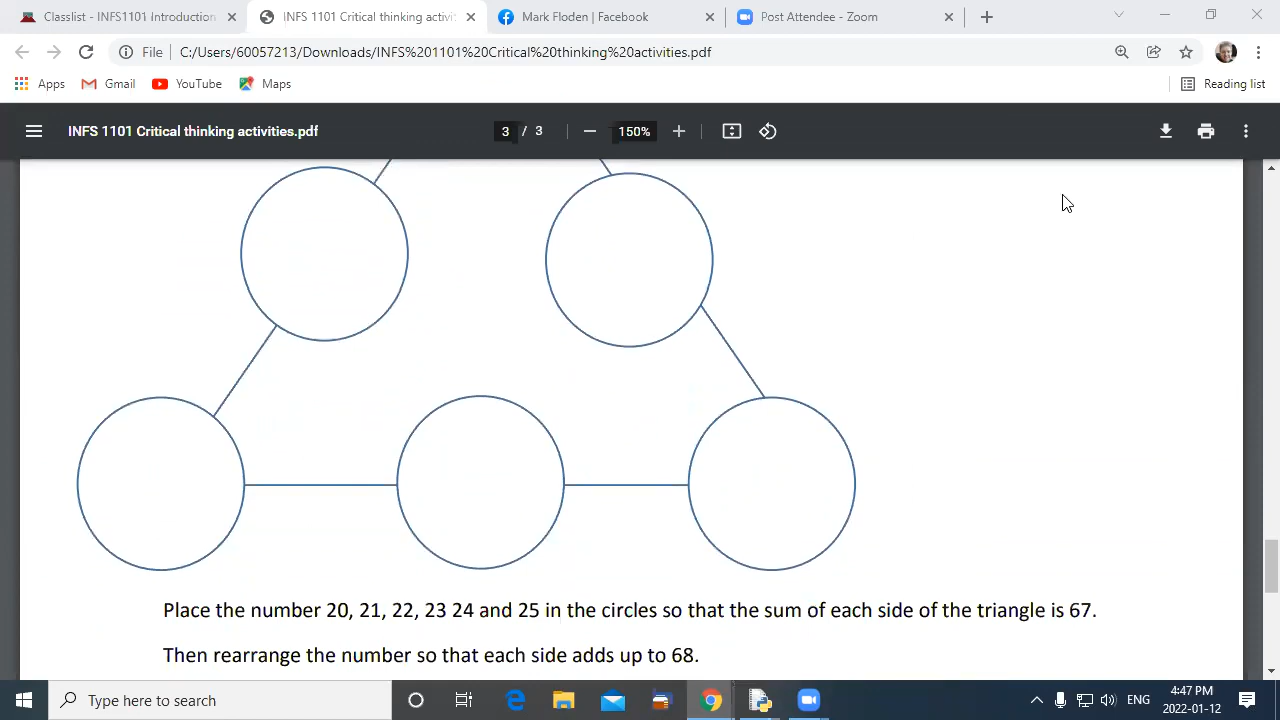 Classlist - INFS1101 Introduction
INFS 1101 Critical thinking activi
Mark Floden | Facebook
Post Attendee - Zoom
File
C:/Users/60057213/Downloads/INFS%201101%20Critical%20thinking%20activities.pdf
Apps
Gmail
YouTube
Maps
Reading list
INFS 1101 Critical thinking activities.pdf
3 / 3
150%
Place the number 20, 21, 22, 23 24 and 25 in the circles so that the sum of each side of the triangle is 67.
Then rearrange the number so that each side adds up to 68.
Type here to search
ENG
4:47 PM
2022-01-12